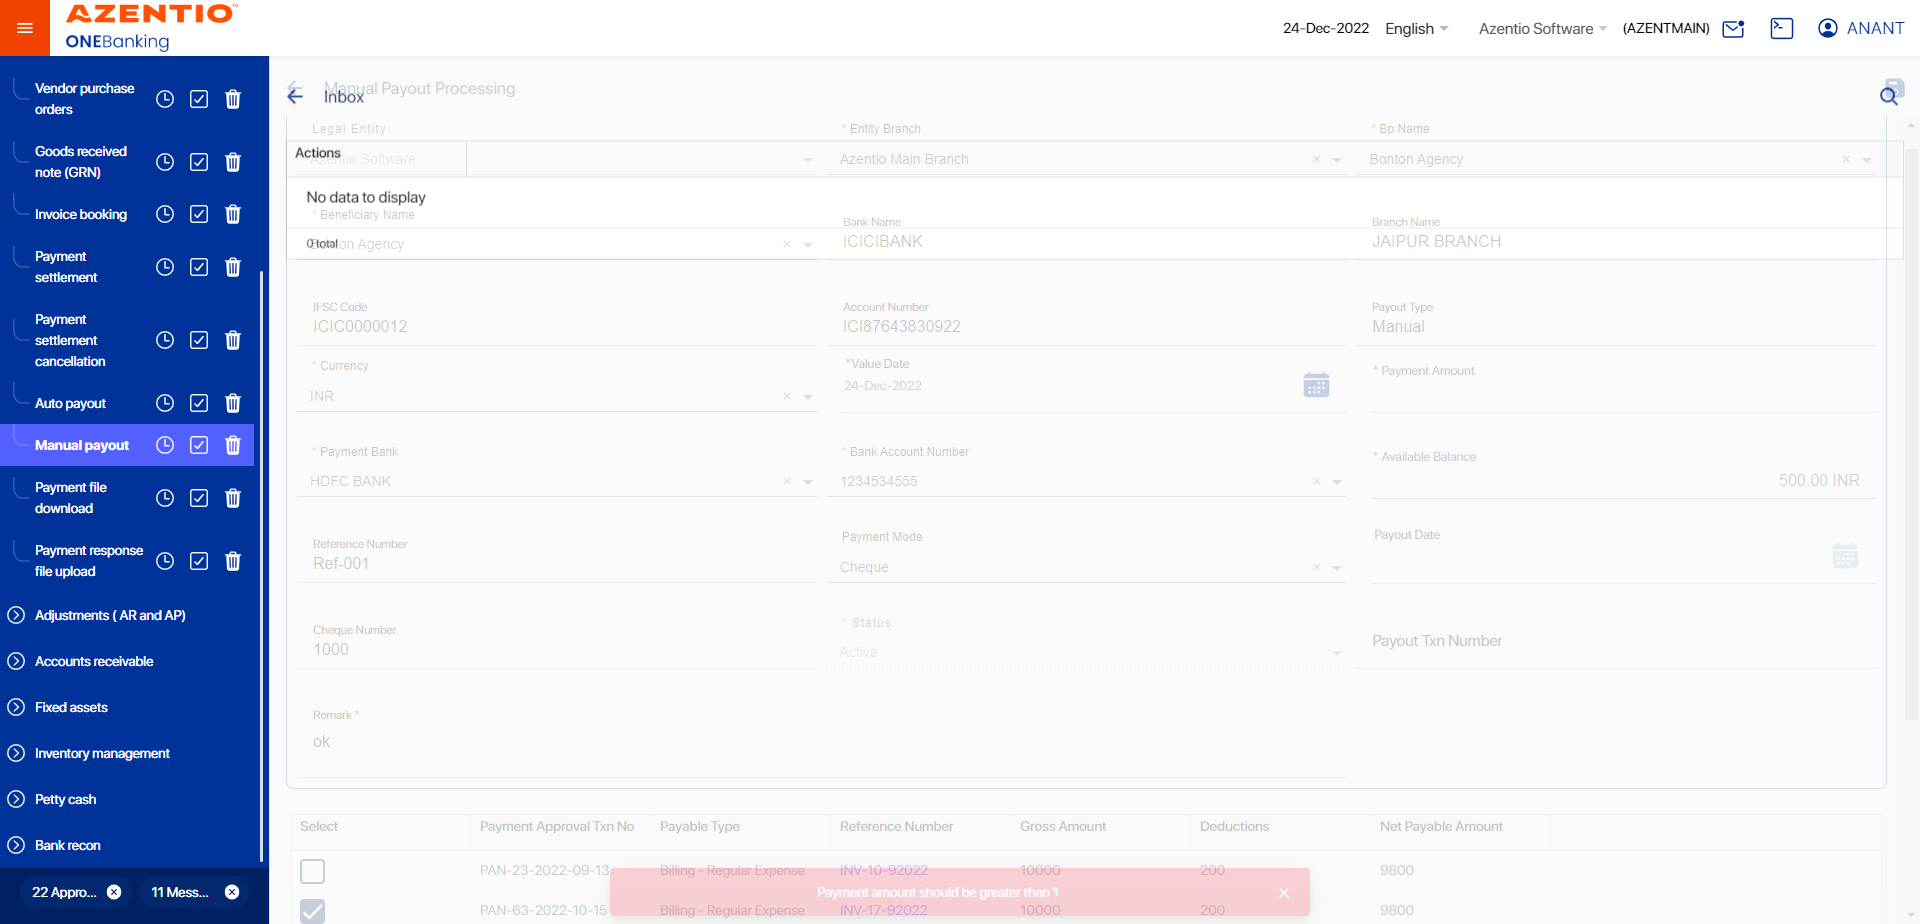 AZENTIO™
ONEBanking
24-Dec-2022 English Azentio Software (AZENTMAIN) ANANT
Vendor purchase
orders
Goods received
note (GRN)
Invoice booking
Payment
settlement
Payment
settlement
cancellation
Auto payout
Manual payout
Payment file
download
Payment response
file upload
Adjustments ( AR and AP)
Accounts receivable
Fixed assets
Inventory management
Petty cash
Bank recon
22 Appro... 11 Mess...
Manual Payout Processing
Inbox
Legal Entity * Entity Branch * Bp Name
Actions
Azentio Software Azentio Main Branch Bonton Agency
No data to display
* Beneficiary Name Bank Name Branch Name
0 total
Bonton Agency ICICIBANK JAIPUR BRANCH
IFSC Code Account Number Payout Type
ICIC0000012 ICI87643830922 Manual
* Currency *Value Date * Payment Amount
INR 24-Dec-2022
* Payment Bank * Bank Account Number * Available Balance
HDFC BANK 1234534555 500.00 INR
Reference Number Payment Mode Payout Date
Ref-001 Cheque
Cheque Number * Status Payout Txn Number
1000 Active
Remark *
ok
Select Payment Approval Txn No Payable Type Reference Number Gross Amount Deductions Net Payable Amount
PAN-23-2022-09-13 Billing - Regular Expense INV-10-92022 10000 200 9800
Payment amount should be greater than 1
PAN-63-2022-10-15 Billing - Regular Expense INV-17-92022 10000 200 9800